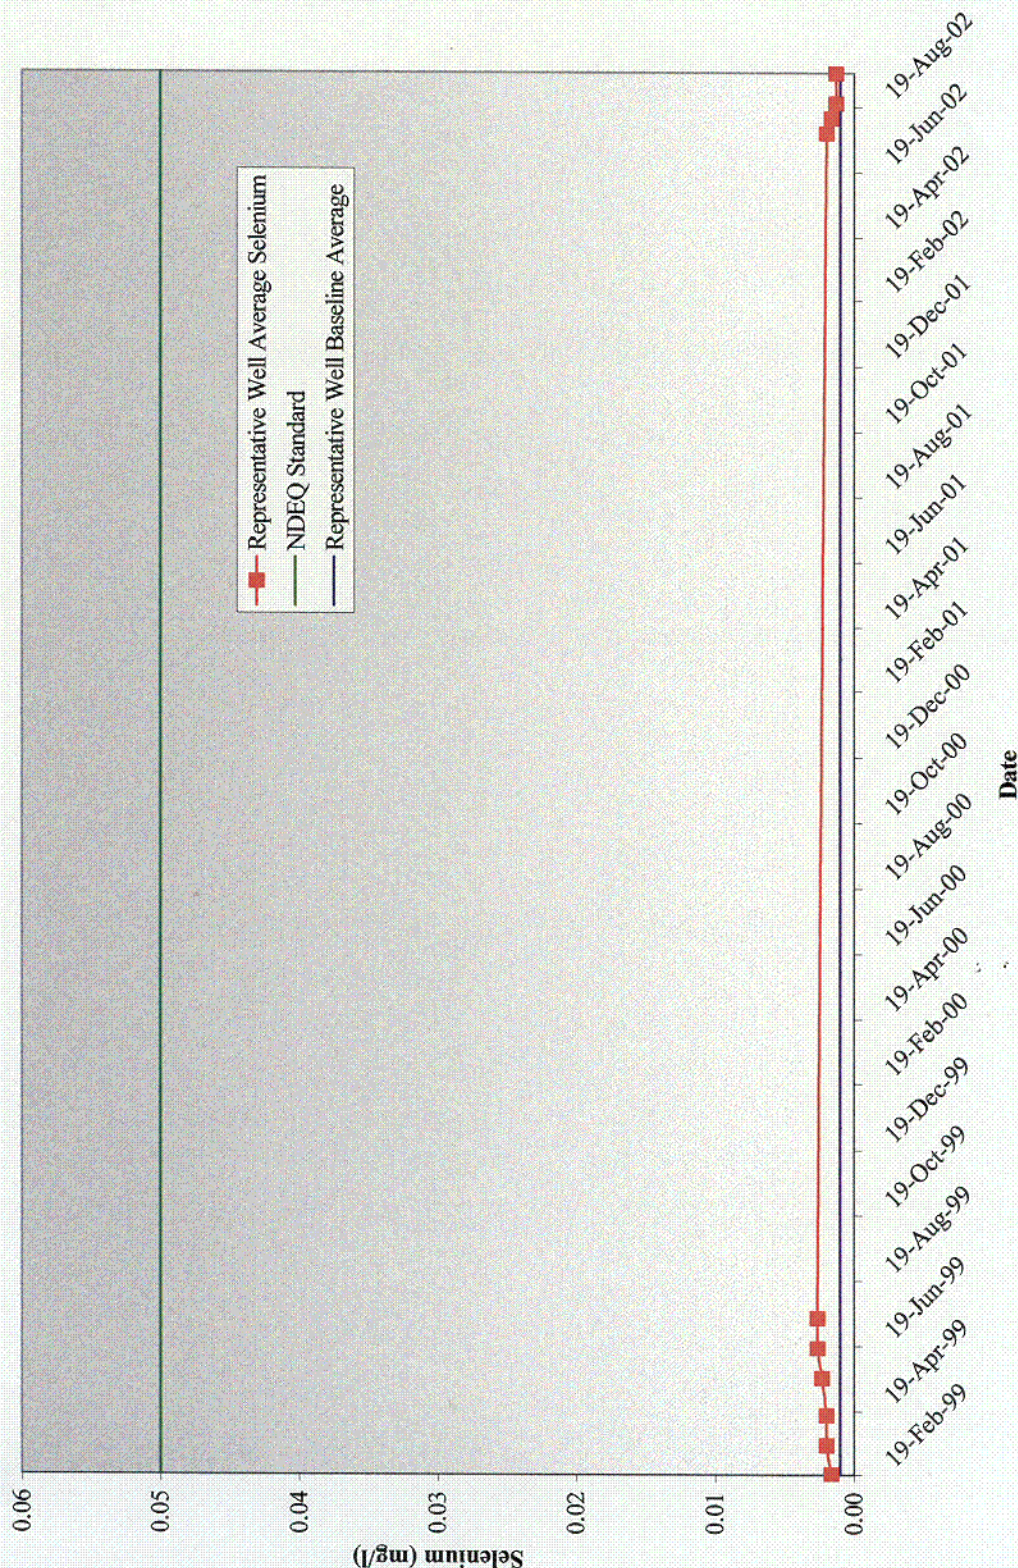 Selenium (mg/l)
0.06
0.05
0.04
0.03
0.02
0.01
0.00
Representative Well Average Selenium
NDEQ Standard
Representative Well Baseline Average
19-Feb-99
19-Apr-99
19-Jun-99
19-Aug-99
19-Oct-99
19-Dec-99
19-Feb-00
19-Apr-00
19-Jun-00
19-Aug-00
19-Oct-00
19-Dec-00
19-Feb-01
19-Apr-01
19-Jun-01
19-Aug-01
19-Oct-01
19-Dec-01
19-Feb-02
19-Apr-02
19-Jun-02
19-Aug-02
Date